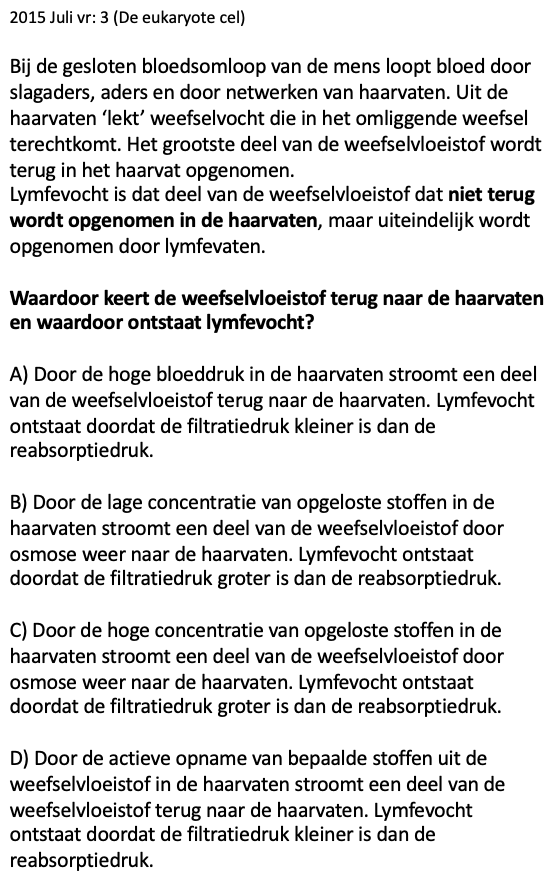 2015 Juli vr: 3 (De eukaryote cel)
Bij de gesloten bloedsomloop van de mens loopt bloed door
slagaders, aders en door netwerken van haarvaten. Uit de
haarvaten ‘lekt’ weefselvocht die in het omliggende weefsel
terechtkomt. Het grootste deel van de weefselvloeistof wordt
terug in het haarvat opgenomen.
Lymfevocht is dat deel van de weefselvloeistof dat niet terug
wordt opgenomen in de haarvaten, maar uiteindelijk wordt
opgenomen door lymfevaten.
Waardoor keert de weefselvloeistof terug naar de haarvaten
en waardoor ontstaat lymfevocht?
A) Door de hoge bloeddruk in de haarvaten stroomt een deel
van de weefselvloeistof terug naar de haarvaten. Lymfevocht
ontstaat doordat de filtratiedruk kleiner is dan de
reabsorptiedruk.
B) Door de lage concentratie van opgeloste stoffen in de
haarvaten stroomt een deel van de weefselvloeistof door
osmose weer naar de haarvaten. Lymfevocht ontstaat
doordat de filtratiedruk groter is dan de reabsorptiedruk.
C) Door de hoge concentratie van opgeloste stoffen in de
haarvaten stroomt een deel van de weefselvloeistof door
osmose weer naar de haarvaten. Lymfevocht ontstaat
doordat de filtratiedruk groter is dan de reabsorptiedruk.
D) Door de actieve opname van bepaalde stoffen uit de
weefselvloeistof in de haarvaten stroomt een deel van de
weefselvloeistof terug naar de haarvaten. Lymfevocht
ontstaat doordat de filtratiedruk kleiner is dan de
reabsorptiedruk.